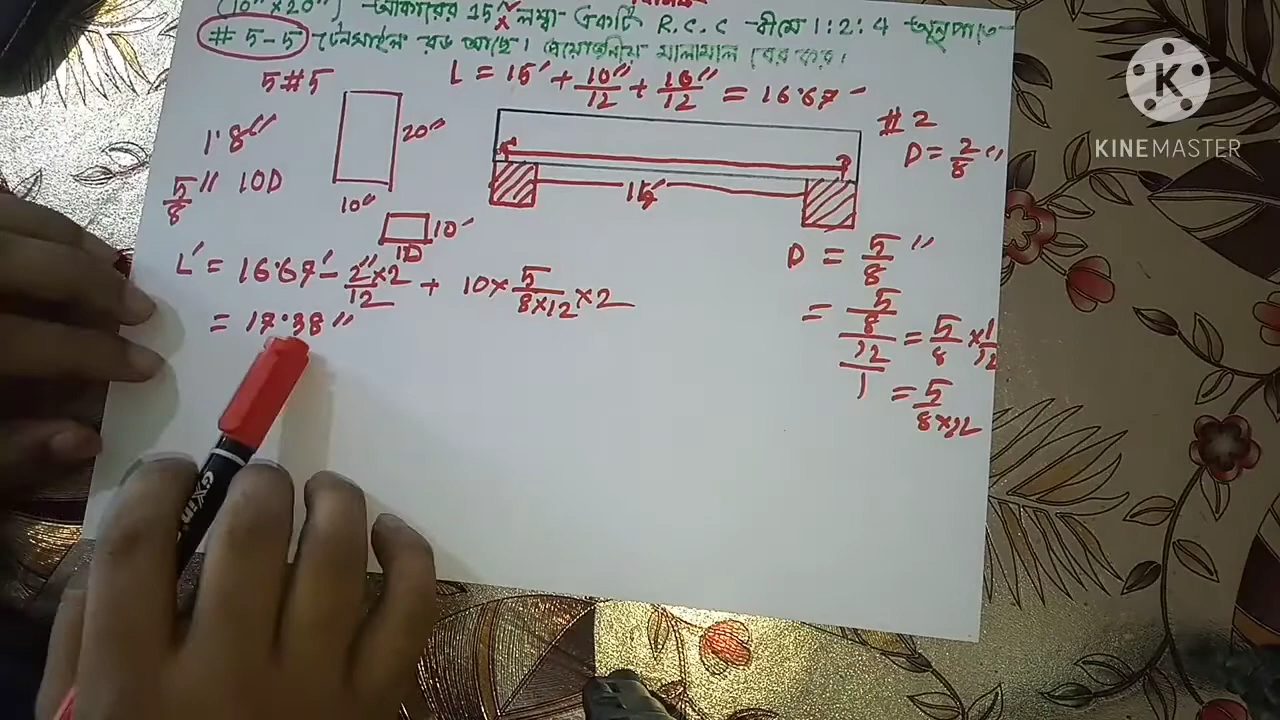 (10"×20") আকারের 15' লম্বা একটি R.C.C বীমে 1:2:4 অনুপাতে
# 5-5 টেনসাইল রড আছে। প্রয়োজনীয় মালামাল বের কর।
5#5
L = 15' + 10"/12 + 10"/12 = 16.67'
#2
D = 2/8"
20"
10"
1.8"
5/8" 10D
15'
10"
10
L' = 16.67' - 2"×2/12 + 10× 5/8×12 ×2
= 17.38"
D = 5/8"
= 5/8 / 12/1 = 5/8 × 1/12
= 5/8×12
K
KINEMASTER